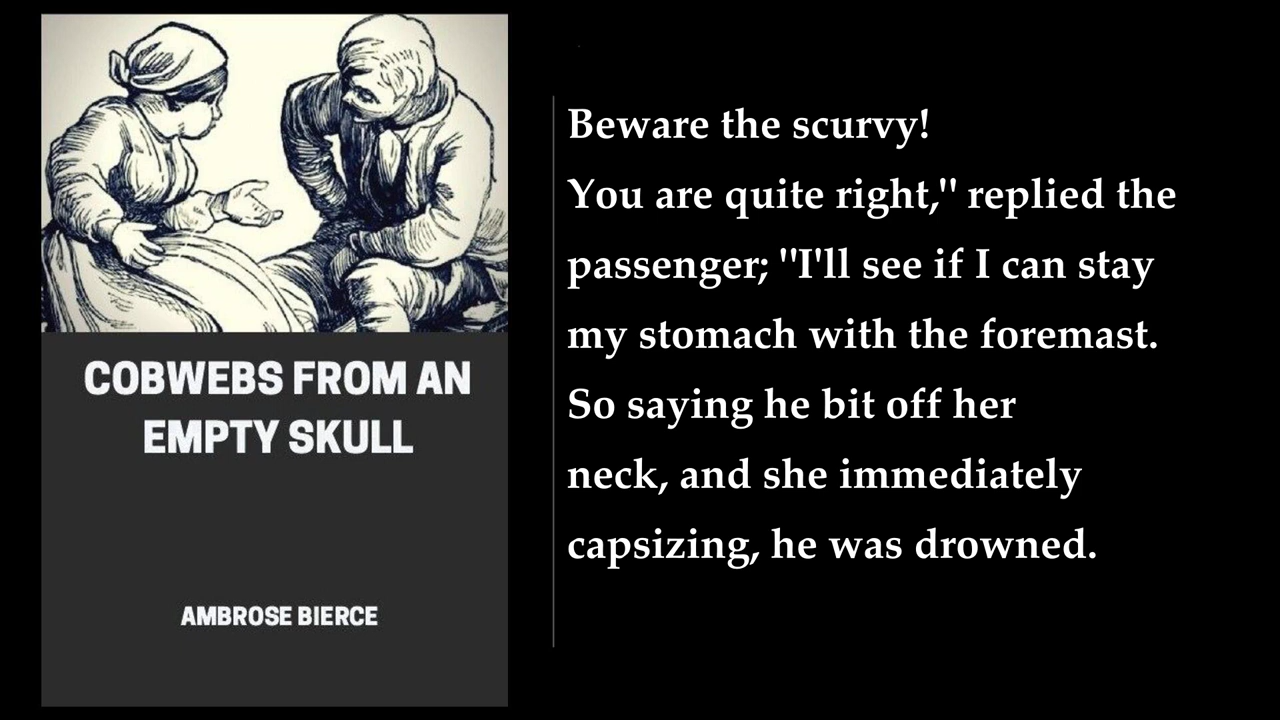 COBWEBS FROM AN
EMPTY SKULL
AMBROSE BIERCE
Beware the scurvy!
You are quite right," replied the
passenger; "I'll see if I can stay
my stomach with the foremast.
So saying he bit off her
neck, and she immediately
capsizing, he was drowned.